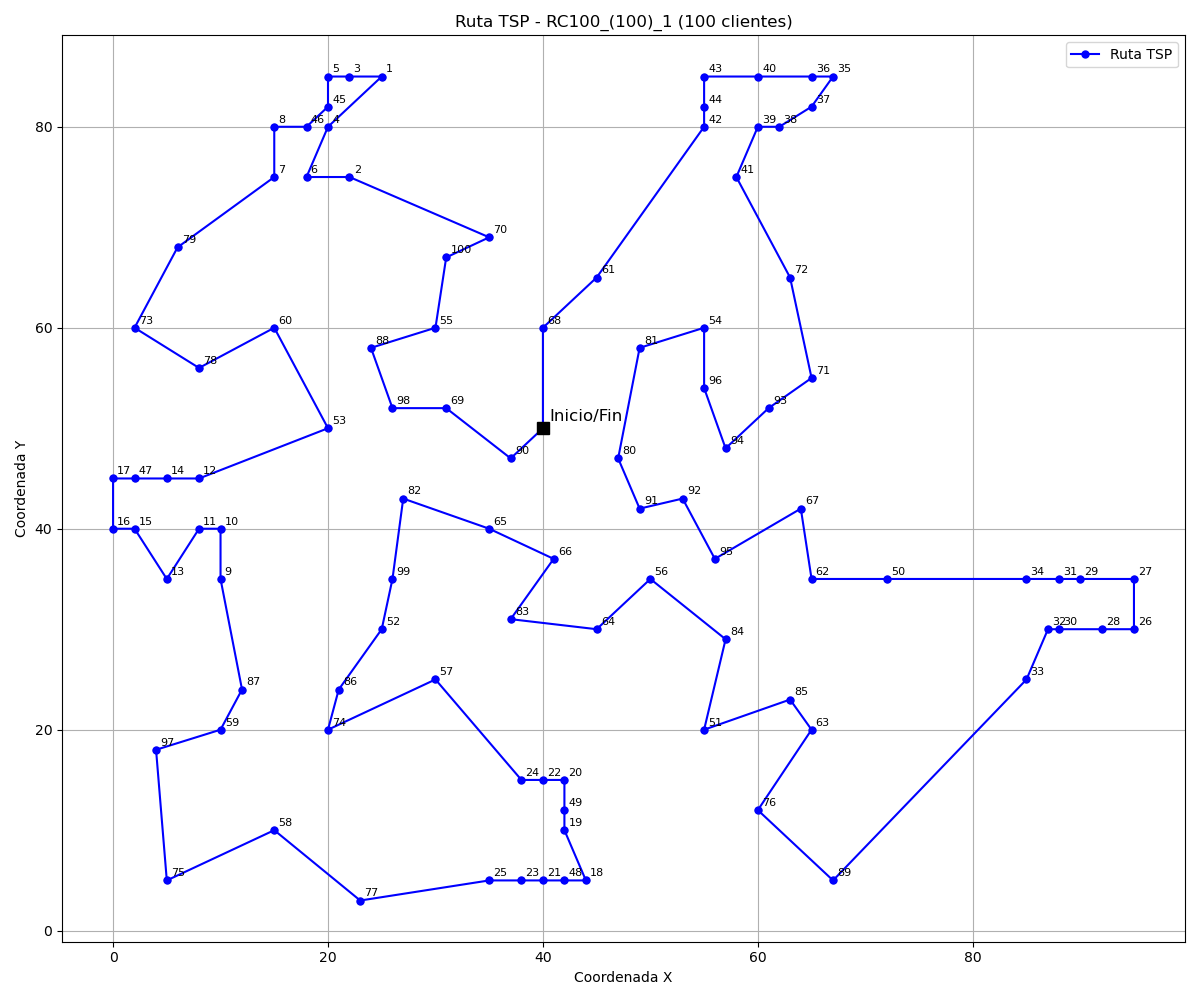 Ruta TSP - RC100_(100)_1 (100 clientes)
Ruta TSP
5 3 1
43 40 36 35
45 44 37
8 46 4 42 39 38
7 6 2 41
70
79 100
61 72
73 60 55 68 54
88 81
78 71
98 69 93
96
Inicio/Fin
53
90 80 94
17 47 14 12
82 91 92 67
16 15 11 10 65
66 95
13 9 99 56 62 50 34 31 29 27
83
52 64 84 32 30 28 26
87 86 57 85 33
59 74 51 63
97
24 22 20
49 76
58 19
75 25 23 21 48 18 89
77
80
60
40
20
0
0 20 40 60 80
Coordenada X
Coordenada Y